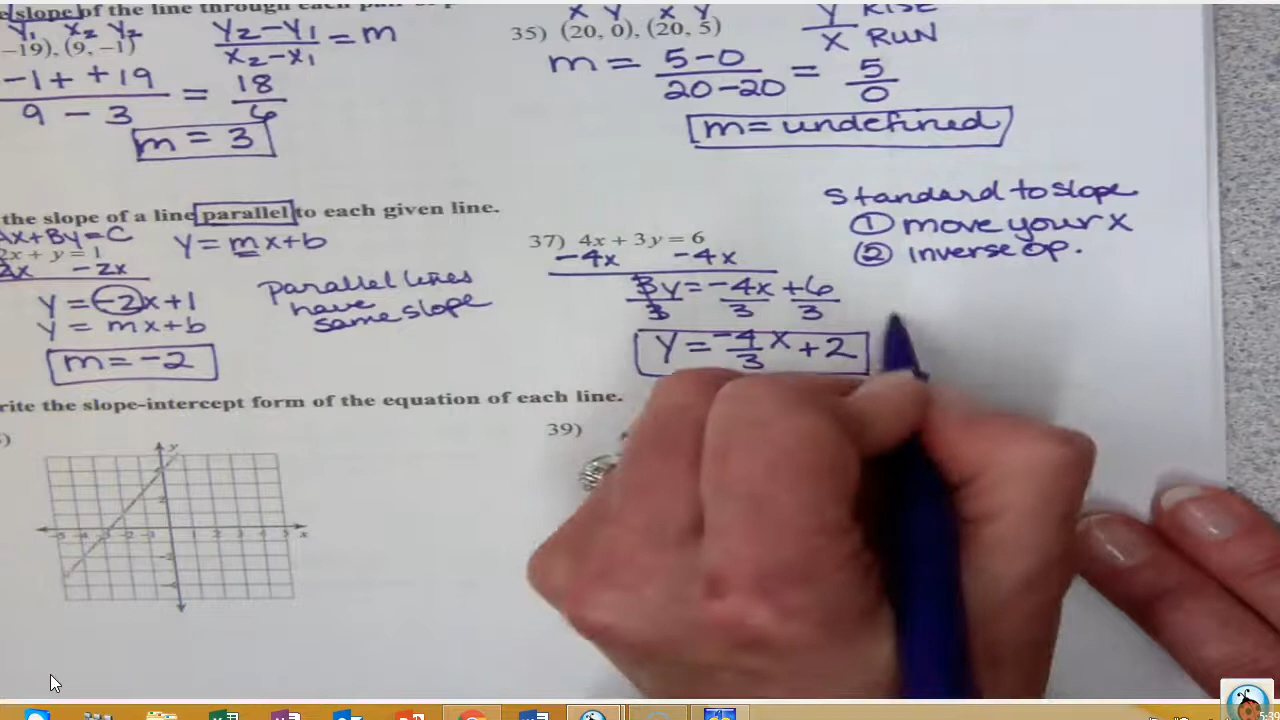 slope of the line through each
Y₁ X₂ Y₂
–19), (9, –1)
Y₂-Y₁ = m
X₂-X₁
-1 + +19 = 18
9 - 3 6
m = 3
X Y X Y
35) (20, 0), (20, 5)
m = 5-0 = 5
20-20 0
m = undefined
Y RISE
X RUN
the slope of a line parallel to each given line.
Ax+By=C
2x + y = 1
-2x
y = -2x+1
y = mx+b
m = -2
Y=mx+b
Parallel lines
have
same slope
37) 4x + 3y = 6
-4x -4x
3y = -4x +6
3 3 3
y = -4x +2
3
Standard to slope
① move your x
② inverse op.
rite the slope-intercept form of the equation of each line.
39)
y
x